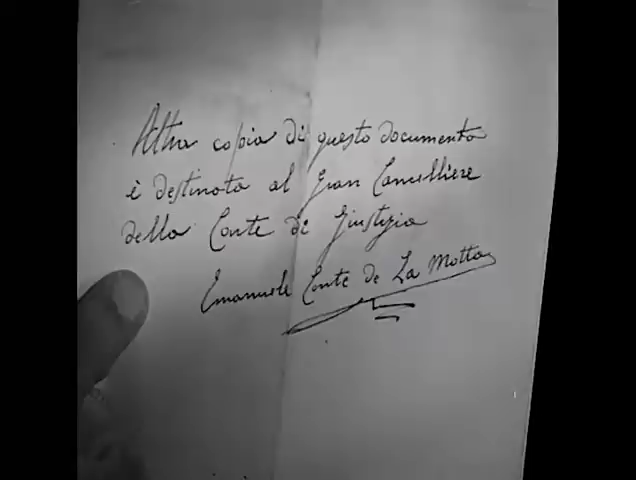 Altra copia di questo documento
è destinata al Gran Cancelliere
della Corte di Giustizia
Emanuele Conte de La Motta